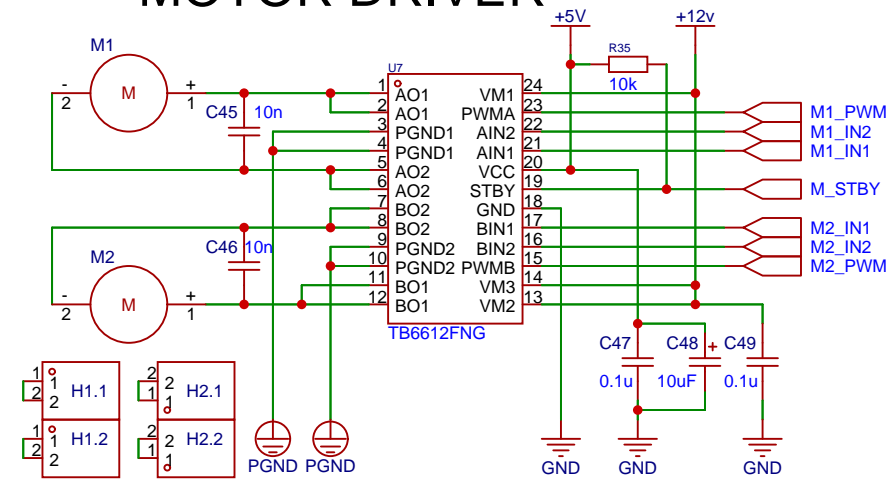 MOTOR DRIVER
+5V
+12v
M1
R35
10k
U7
-
2
M
+
1
C45
10n
1
2
3
4
5
6
7
8
9
10
11
12
AO1
AO1
PGND1
PGND1
AO2
AO2
BO2
BO2
PGND2
PGND2
BO1
BO1
VM1
PWMA
AIN2
AIN1
VCC
STBY
GND
BIN1
BIN2
PWMB
VM3
VM2
24
23
22
21
20
19
18
17
16
15
14
13
TB6612FNG
M1_PWM
M1_IN2
M1_IN1
M_STBY
M2_IN1
M2_IN2
M2_PWM
C46
10n
M2
-
2
M
+
1
C47
0.1u
C48
+
10uF
C49
0.1u
1
2
1
2
H1.1
2
1
2
1
H2.1
1
2
1
2
H1.2
2
1
2
1
H2.2
PGND
PGND
GND
GND
GND